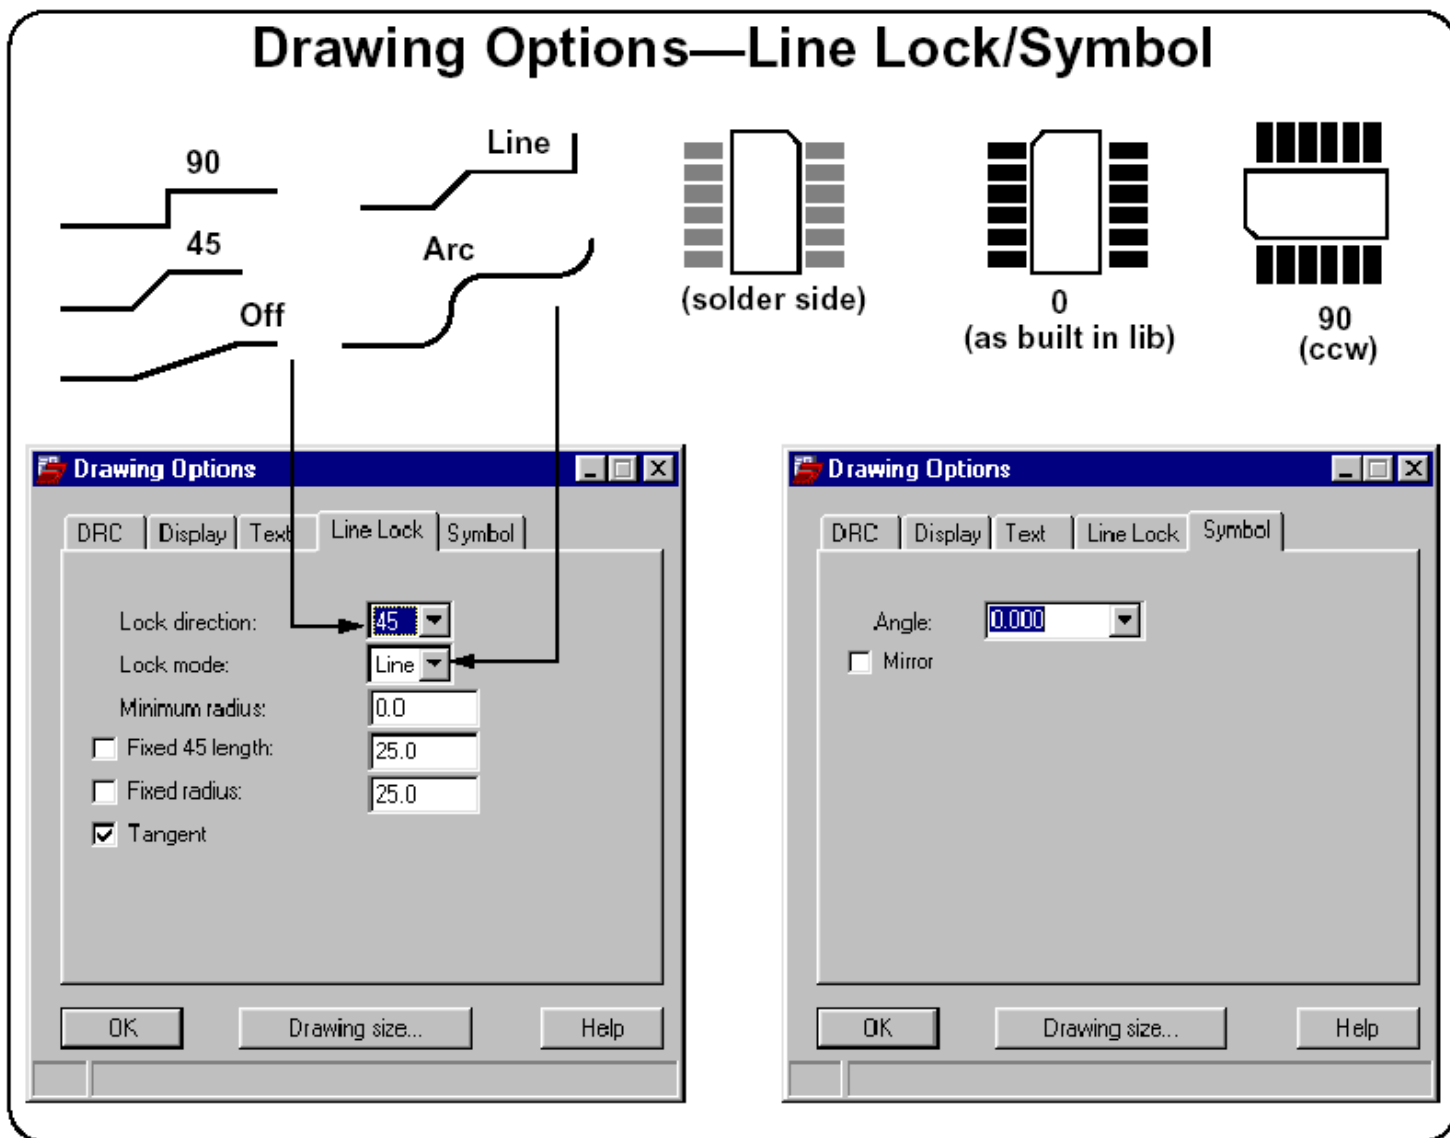 Drawing Options—Line Lock/Symbol
90
45
Off
Line
Arc
(solder side)
0
(as built in lib)
90
(ccw)
Drawing Options
DRC Display Text Line Lock Symbol
Lock direction: 45
Lock mode: Line
Minimum radius: 0.0
Fixed 45 length: 25.0
Fixed radius: 25.0
Tangent
OK Drawing size... Help
Drawing Options
DRC Display Text Line Lock Symbol
Angle: 0.000
Mirror
OK Drawing size... Help